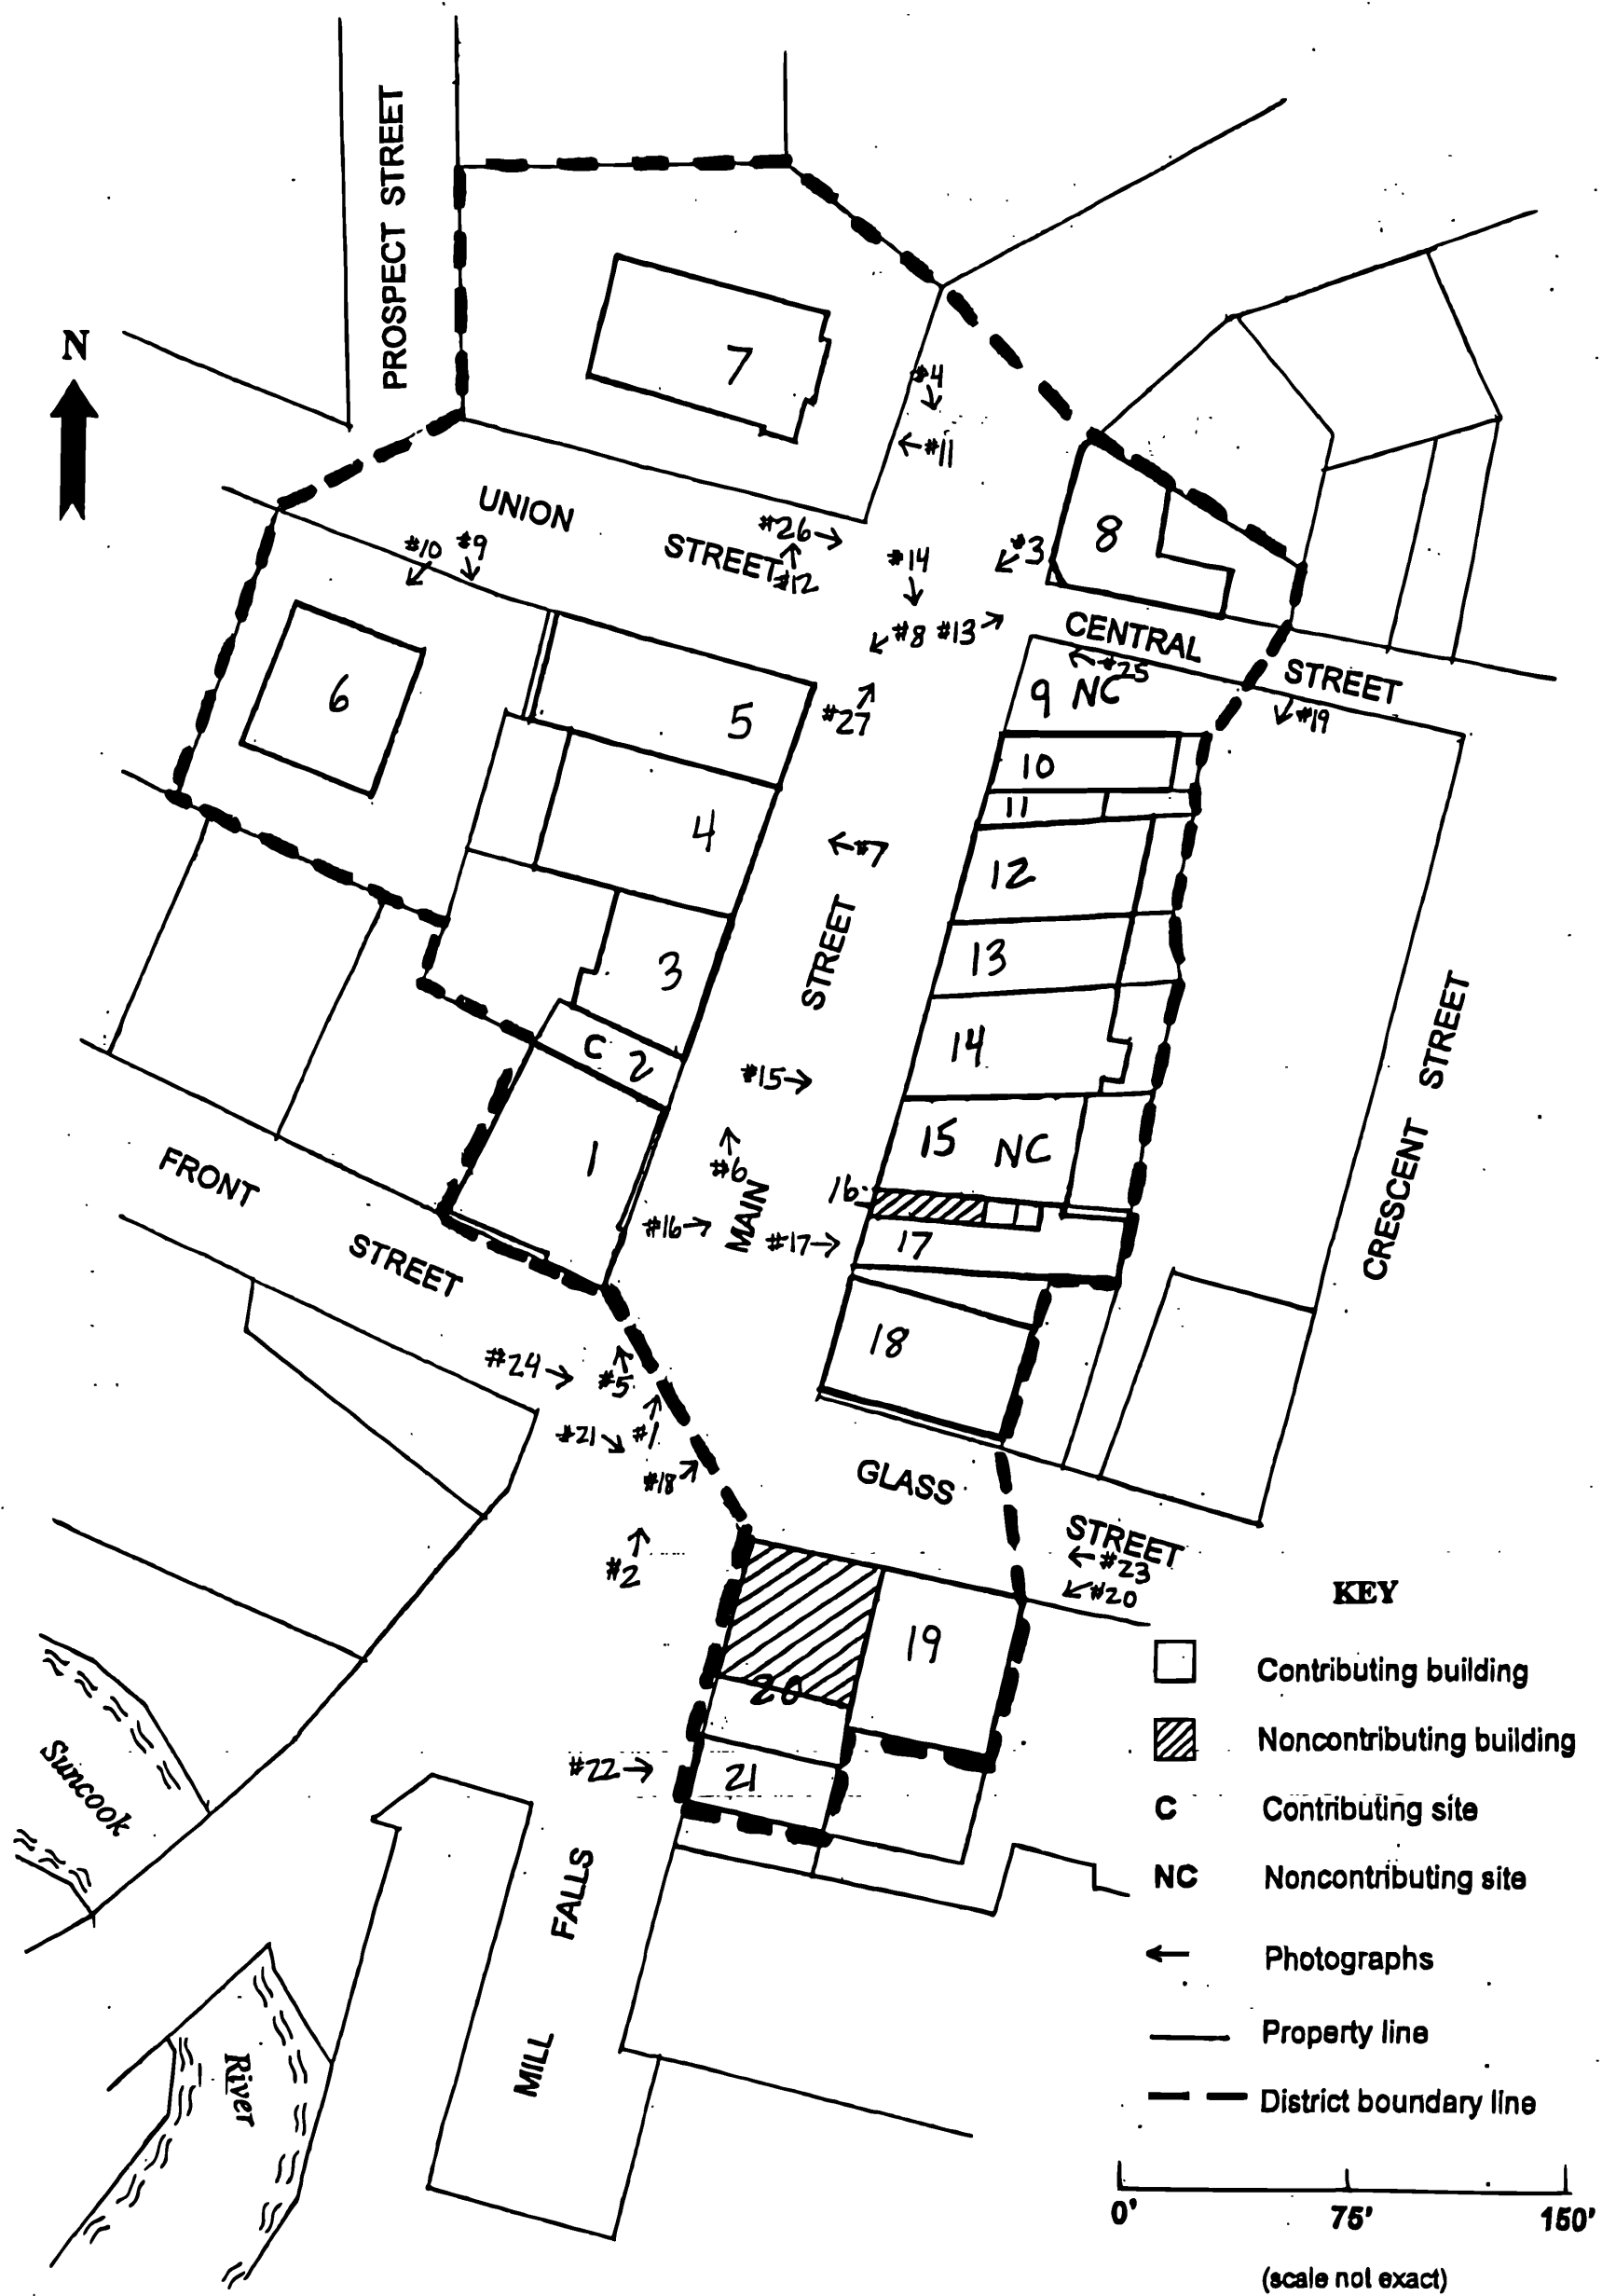 PROSPECT STREET
N
7
#4
#11
UNION
STREET
#26
#12
#10
#9
#14
#3
8
#8
#13
CENTRAL
STREET
#25
#19
6
5
#27
9 NC
10
11
4
#7
12
STREET
MAIN
3
13
C 2
14
#15
CRESCENT STREET
1
#6
15 NC
16
FRONT
STREET
#16
#17
17
18
#24
#5
#21
#1
#18
GLASS
STREET
#23
#20
#2
19
20
#22
21
Suncook
River
MILL FALLS
KEY
Contributing building
Noncontributing building
C Contributing site
NC Noncontributing site
Photographs
Property line
District boundary line
0' 75' 150'
(scale not exact)